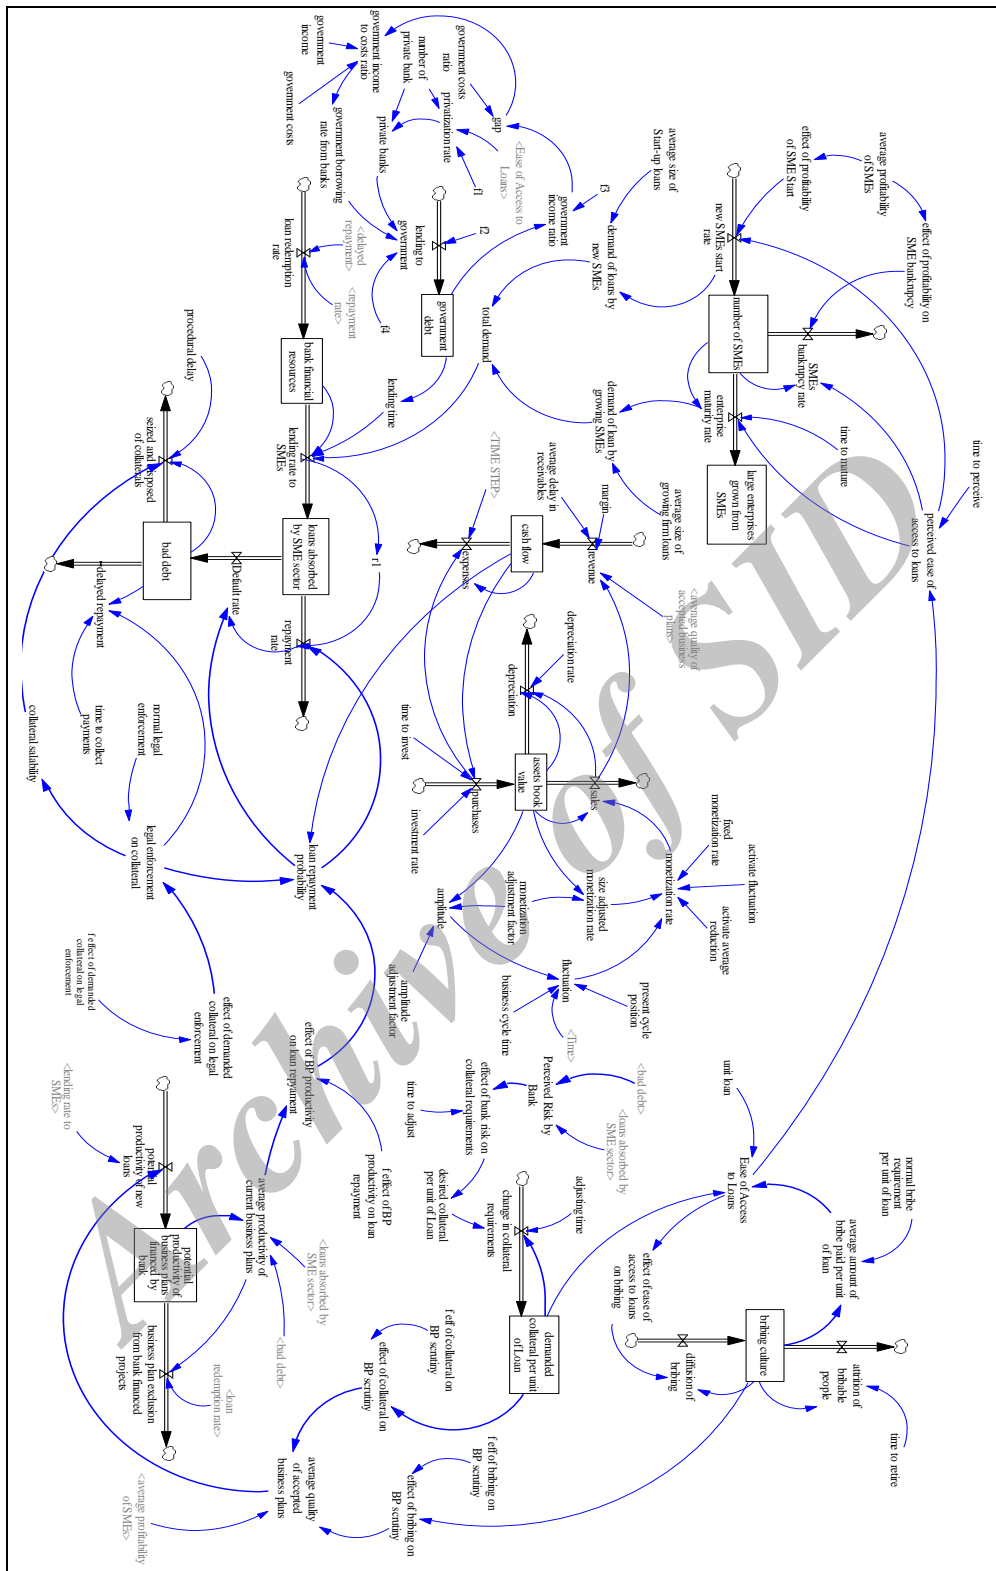 time to perceive
perceived ease of
access to loans
average profitability
of SMEs
effect of profitability on
SME bankrupcy
effect of profitability
of SME Start
new SMEs start
rate
number of SMEs
SMEs
bankrupcy rate
time to mature
enterprise
maturity rate
large enterprises
grown from
SMEs
average size of
Start-up loans
demand of loans by
new SMEs
f3
total demand
demand of loan by
growing SMEs
average size of
growing firm loans
government
income ratio
gap
government costs
ratio
government income
to costs ratio
government
income
government costs
number of
private bank
privatization rate
<Ease of Access to
Loans>
f1
private banks
government borrowing
rate from banks
f2
lending to
government
f4
government
debt
lending time
loan redemption
rate
<delayed
repayment>
<repayment
rate>
bank financial
resources
lending rate to
SMEs
r1
loans absorbed
by SME sector
repayment
rate
Default rate
bad debt
procedural delay
seized and disposed
of collaterals
delayed repayment
time to collect
payments
collateral salability
normal legal
enforcement
legal enforcement
on collateral
loan repayment
probability
<TIME STEP>
average delay in
receivables
margin
revenue
cash flow
expenses
<average quality of
accepted business
plans>
depreciation rate
depreciation
assets book
value
sales
time to invest
purchases
investment rate
fixed
monetization rate
activate fluctuation
monetization rate
activate average
reduction
size adjusted
monetization rate
monetization
adjustment factor
amplitude
amplitude
adjustment factor
fluctuation
present cycle
position
business cycle time
<Time>
f effect of demanded
collateral on legal
enforcement
effect of demanded
collateral on legal
enforcement
effect of BP productivity
on loan repyament
f effect of BP
productivity on loan
repayment
<bad debt>
Perceived Risk by
Bank
<loans absorbed by
SME sector>
effect of bank risk on
collateral requirements
time to adjust
desired collateral
per unit of Loan
adjusting time
change in collateral
requirements
demanded
collateral per unit
of Loan
unit loan
Ease of Access
to Loans
normal bribe
requirement
per unit of loan
average amount of
bribe paid per unit
of loan
effect of ease of
access to loans
on bribing
bribing culture
diffusion of
bribing
attrition of
bribable
people
time to retire
<lending rate to
SMEs>
potential
productivity of new
loans
potential
productivity of
business plans
financed by
bank
average productivity of
current business plans
<loans absorbed by
SME sector>
<bad debt>
business plan exclusion
from bank financed
projects
<loan
redemption rate>
f eff of collateral on
BP scrutiny
effect of collateral on
BP scrutiny
f eff of bribing on
BP scrutiny
effect of bribing on
BP scrutiny
average quality
of accepted
business plans
<average profitability
of SMEs>
Archive of SID